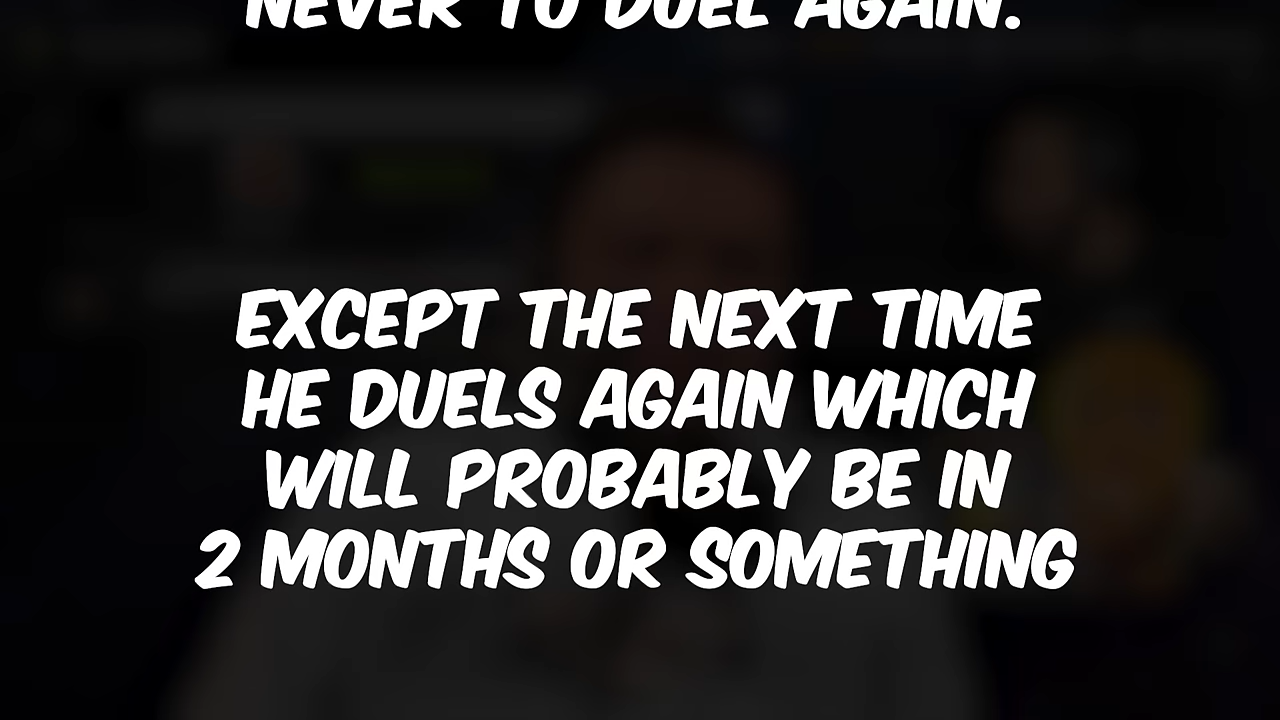 NEVER TO DUEL AGAIN.
EXCEPT THE NEXT TIME
HE DUELS AGAIN WHICH
WILL PROBABLY BE IN
2 MONTHS OR SOMETHING